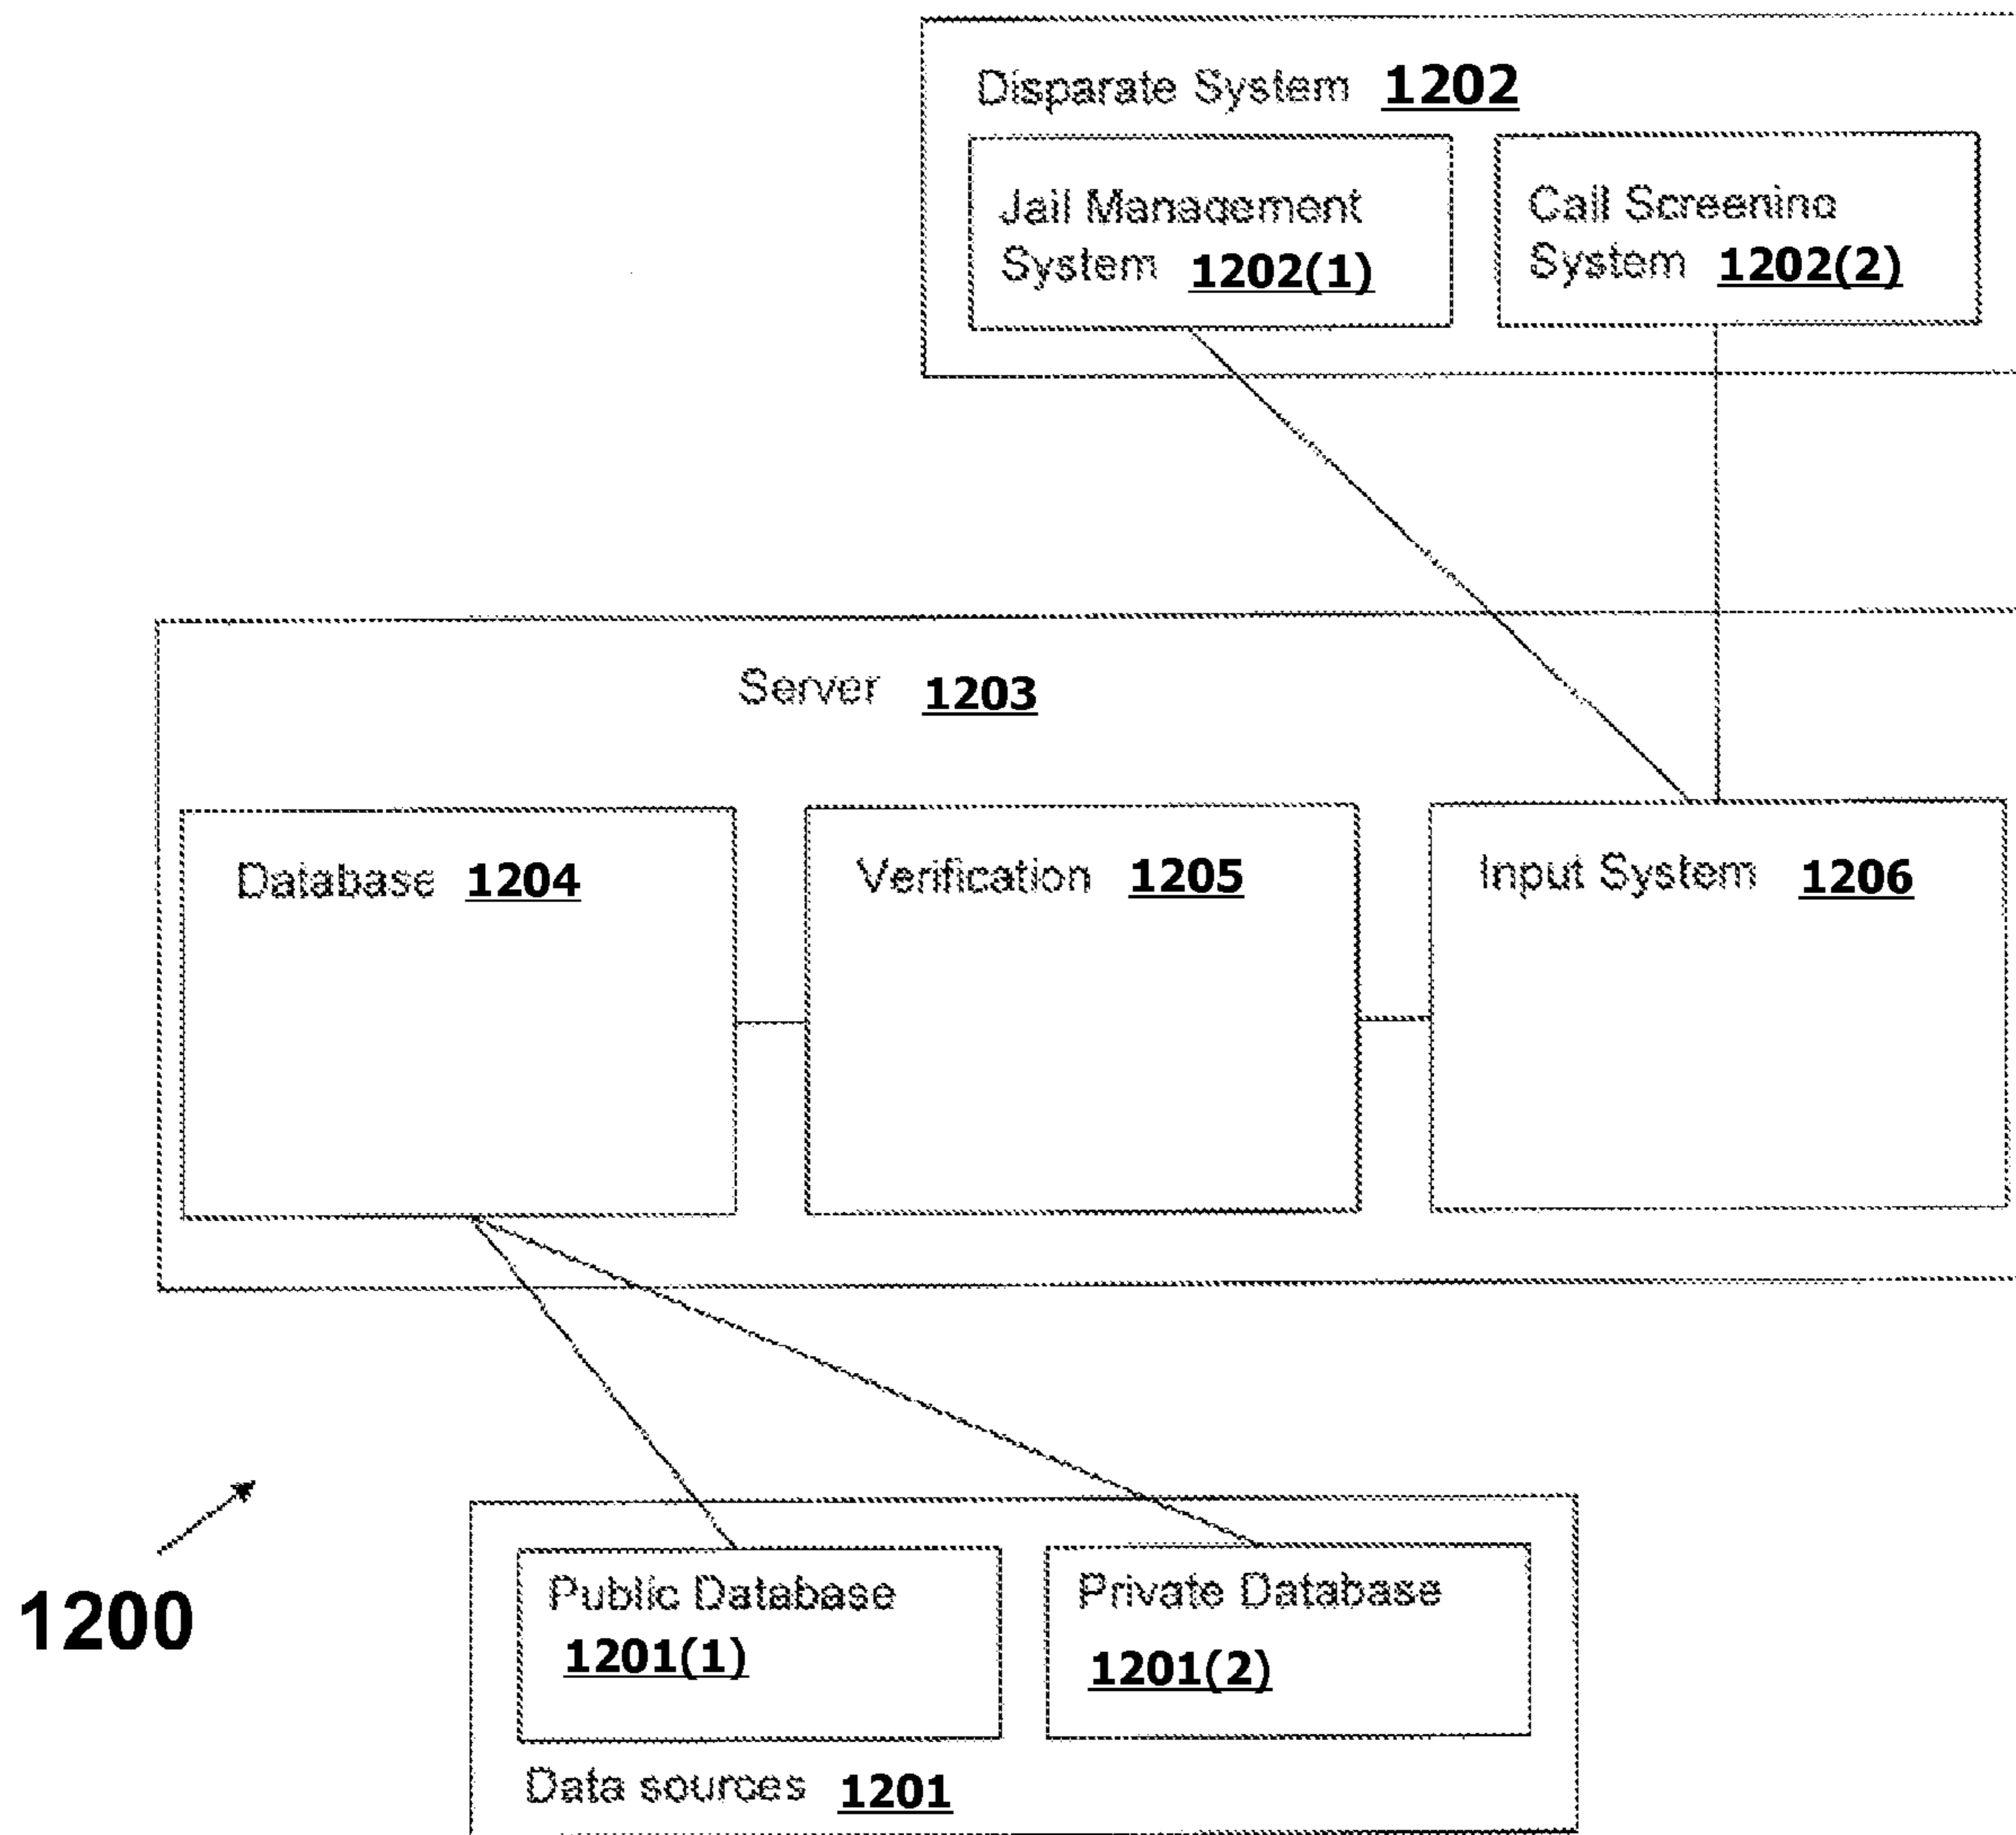 Disparate System 1202
Jail Management
System 1202(1)
Call Screening
System 1202(2)
Server 1203
Database 1204
Verification 1205
Input System 1206
1200
Public Database
1201(1)
Private Database
1201(2)
Data sources 1201